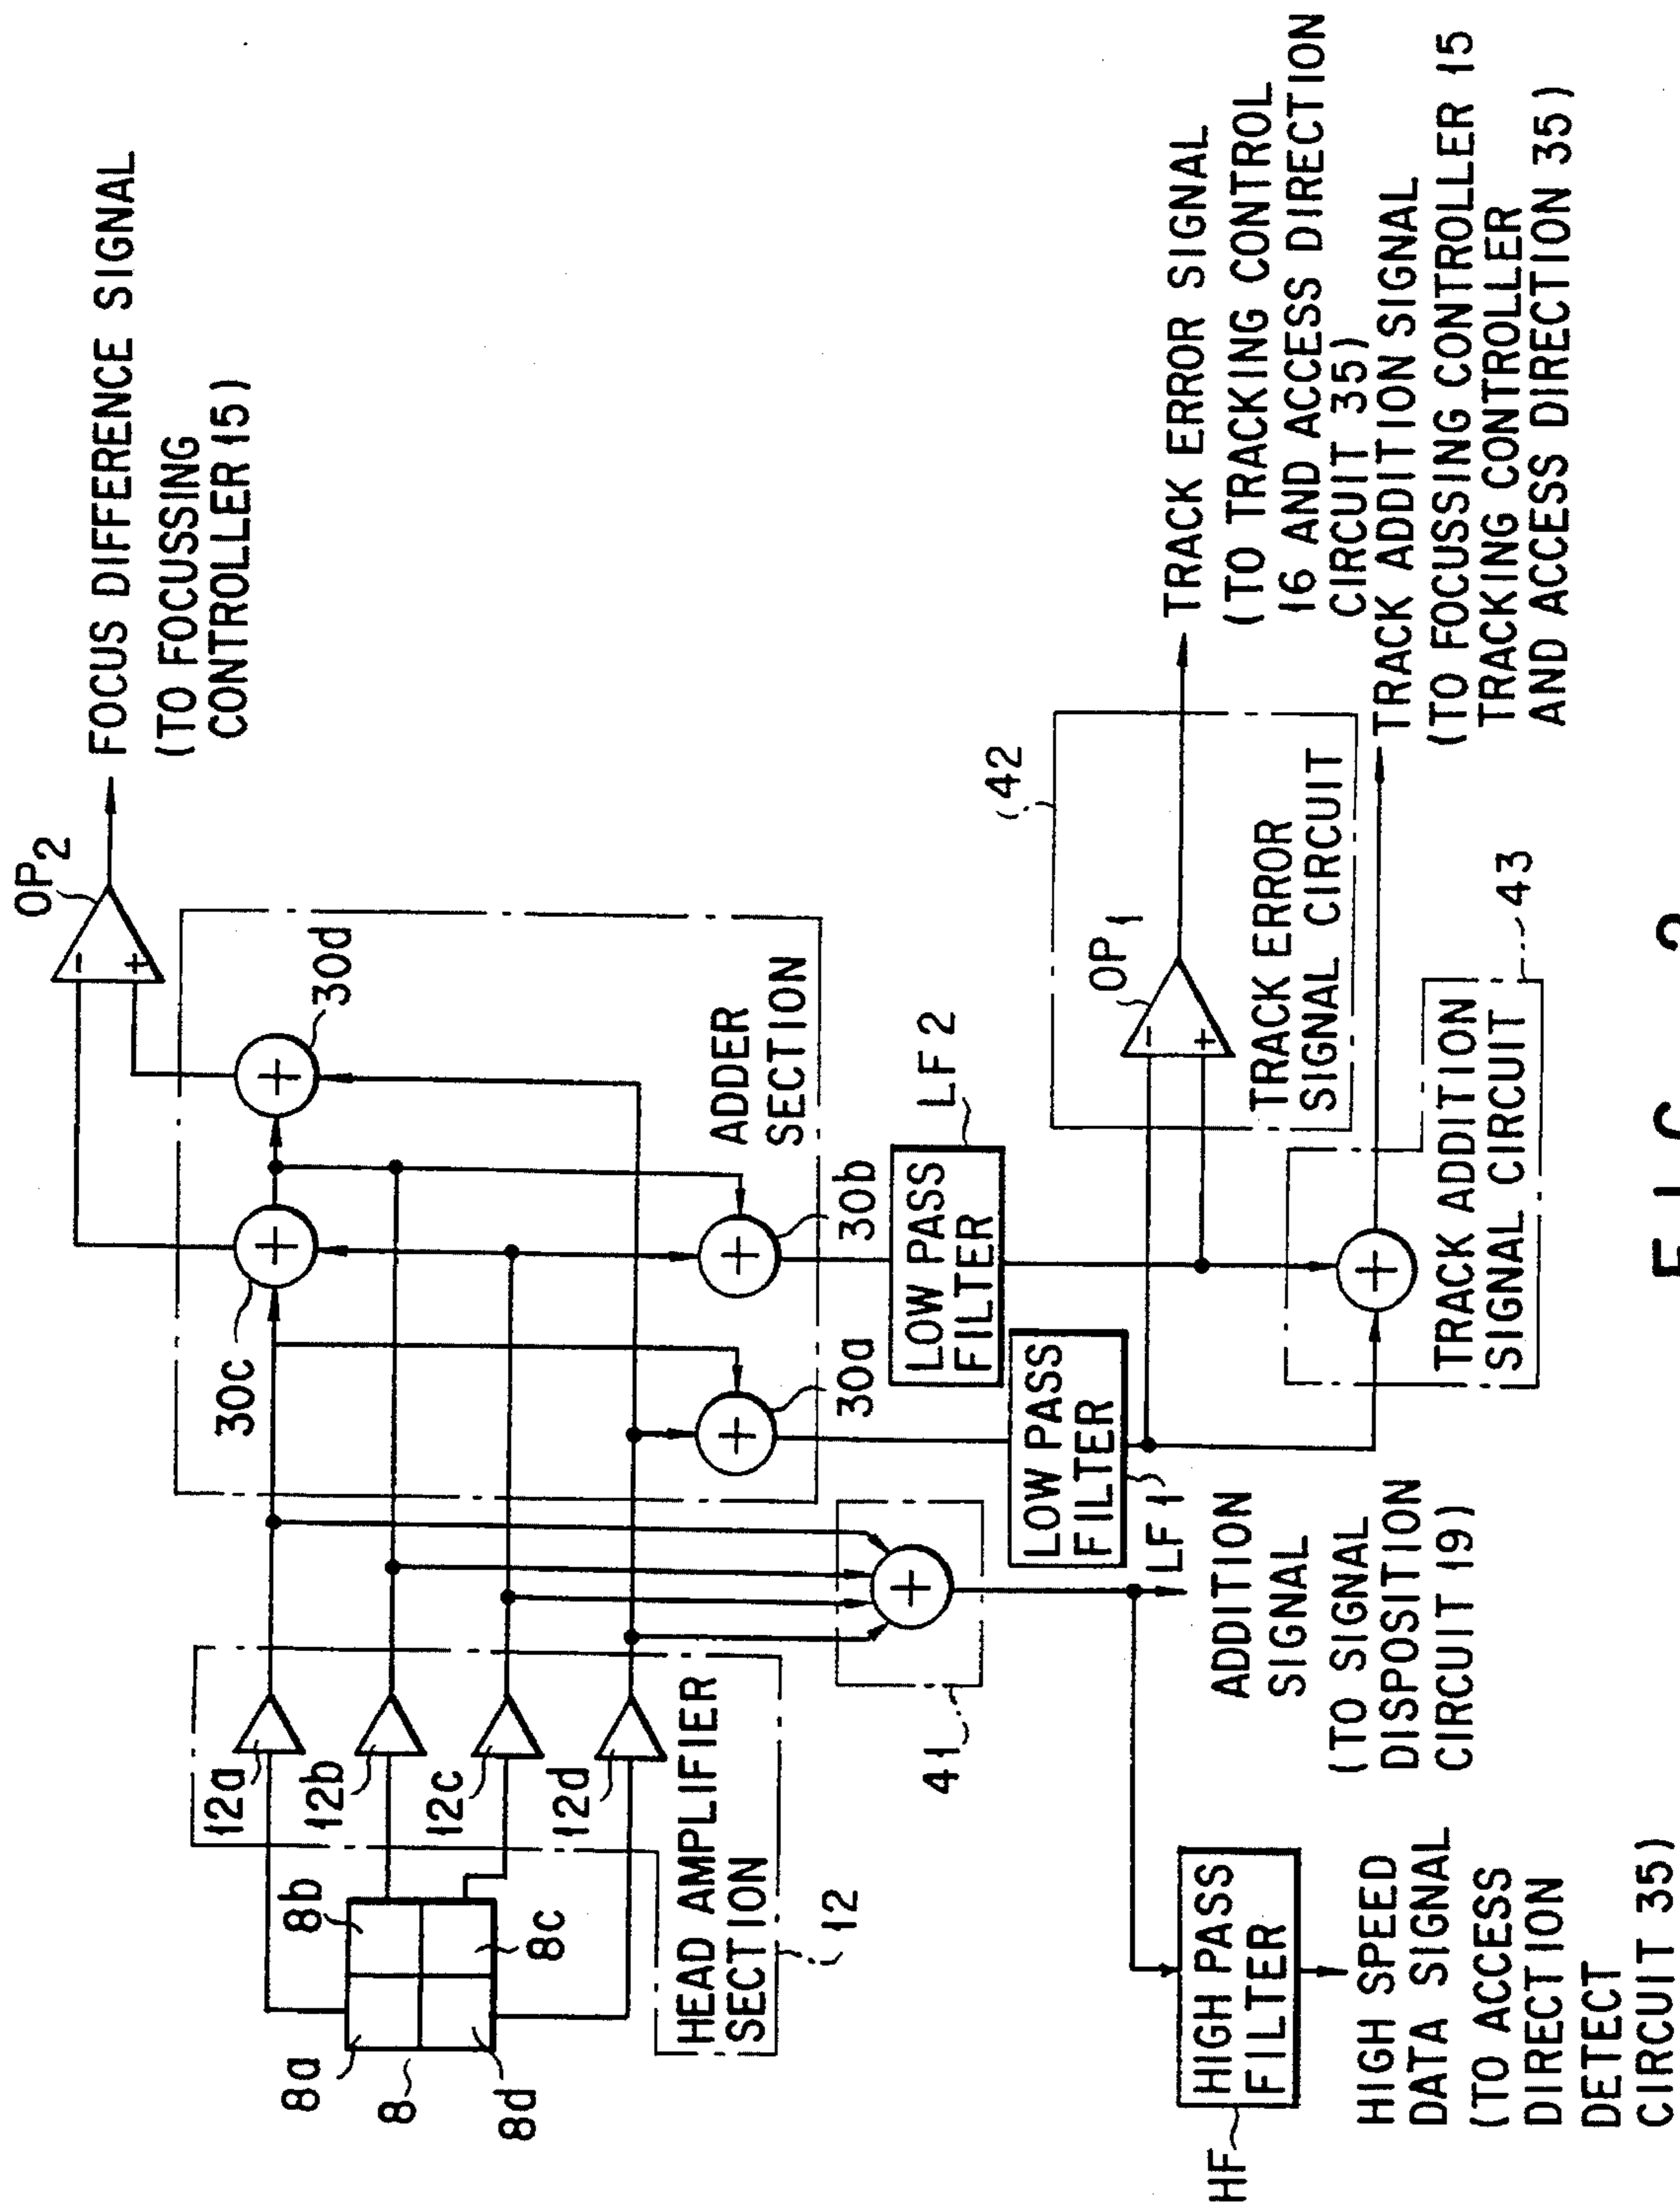 OP2
FOCUS DIFFERENCE SIGNAL
(TO FOCUSSING
CONTROLLER 15)
30c
30d
ADDER
SECTION
12a
12b
12c
12d
8a
8b
8
8c
8d
HEAD AMPLIFIER
SECTION
12
30a
30b
41
LOW PASS
FILTER
LF2
LOW PASS
FILTER
LF1
42
OP1
TRACK ERROR
SIGNAL CIRCUIT
TRACK ERROR SIGNAL
(TO TRACKING CONTROL
16 AND ACCESS DIRECTION
CIRCUIT 35)
TRACK ADDITION SIGNAL
(TO FOCUSSING CONTROLLER 15
TRACKING CONTROLLER
AND ACCESS DIRECTION 35)
TRACK ADDITION
SIGNAL CIRCUIT
43
ADDITION
SIGNAL
(TO SIGNAL
DISPOSITION
CIRCUIT 19)
HF
HIGH PASS
FILTER
HIGH SPEED
DATA SIGNAL
(TO ACCESS
DIRECTION
DETECT
CIRCUIT 35)